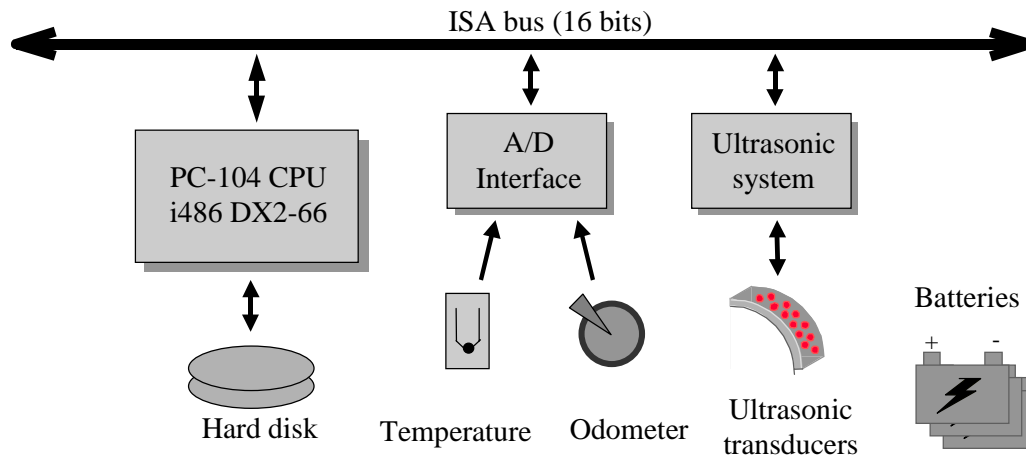 ISA bus (16 bits)
PC-104 CPU
i486 DX2-66
A/D
Interface
Ultrasonic
system
Batteries
+ -
Hard disk
Temperature
Odometer
Ultrasonic
transducers